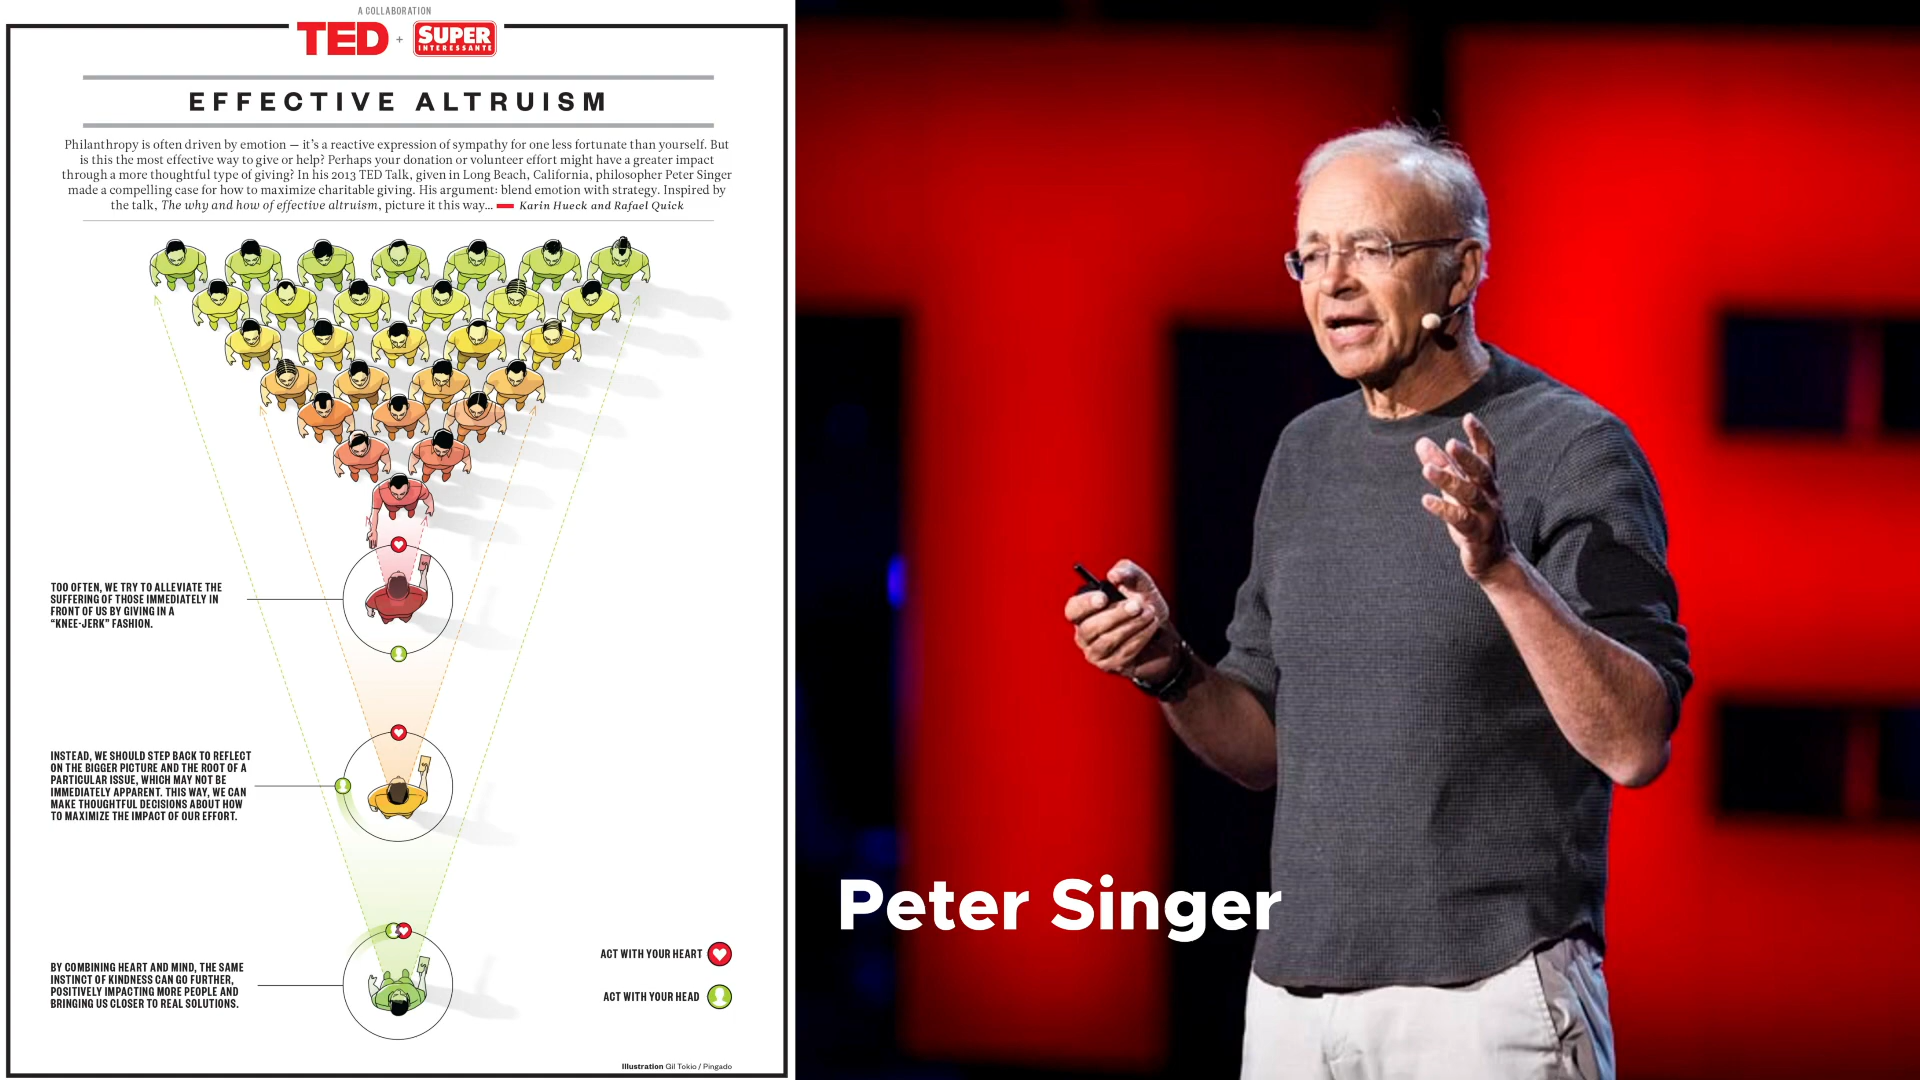 A COLLABORATION
TED + SUPER
INTERESSANTE
EFFECTIVE ALTRUISM
Philanthropy is often driven by emotion — it's a reactive expression of sympathy for one less fortunate than yourself. But
is this the most effective way to give or help? Perhaps your donation or volunteer effort might have a greater impact
through a more thoughtful type of giving? In his 2013 TED Talk, given in Long Beach, California, philosopher Peter Singer
made a compelling case for how to maximize charitable giving. His argument: blend emotion with strategy. Inspired by
the talk, The why and how of effective altruism, picture it this way... Karin Hueck and Rafael Quick
TOO OFTEN, WE TRY TO ALLEVIATE THE
SUFFERING OF THOSE IMMEDIATELY IN
FRONT OF US BY GIVING IN A
"KNEE-JERK" FASHION.
INSTEAD, WE SHOULD STEP BACK TO REFLECT
ON THE BIGGER PICTURE AND THE ROOT OF A
PARTICULAR ISSUE, WHICH MAY NOT BE
IMMEDIATELY APPARENT. THIS WAY, WE CAN
MAKE THOUGHTFUL DECISIONS ABOUT HOW
TO MAXIMIZE THE IMPACT OF OUR EFFORT.
BY COMBINING HEART AND MIND, THE SAME
INSTINCT OF KINDNESS CAN GO FURTHER,
POSITIVELY IMPACTING MORE PEOPLE AND
BRINGING US CLOSER TO REAL SOLUTIONS.
ACT WITH YOUR HEART
ACT WITH YOUR HEAD
Illustration Gil Tokio / Pingado
Peter Singer